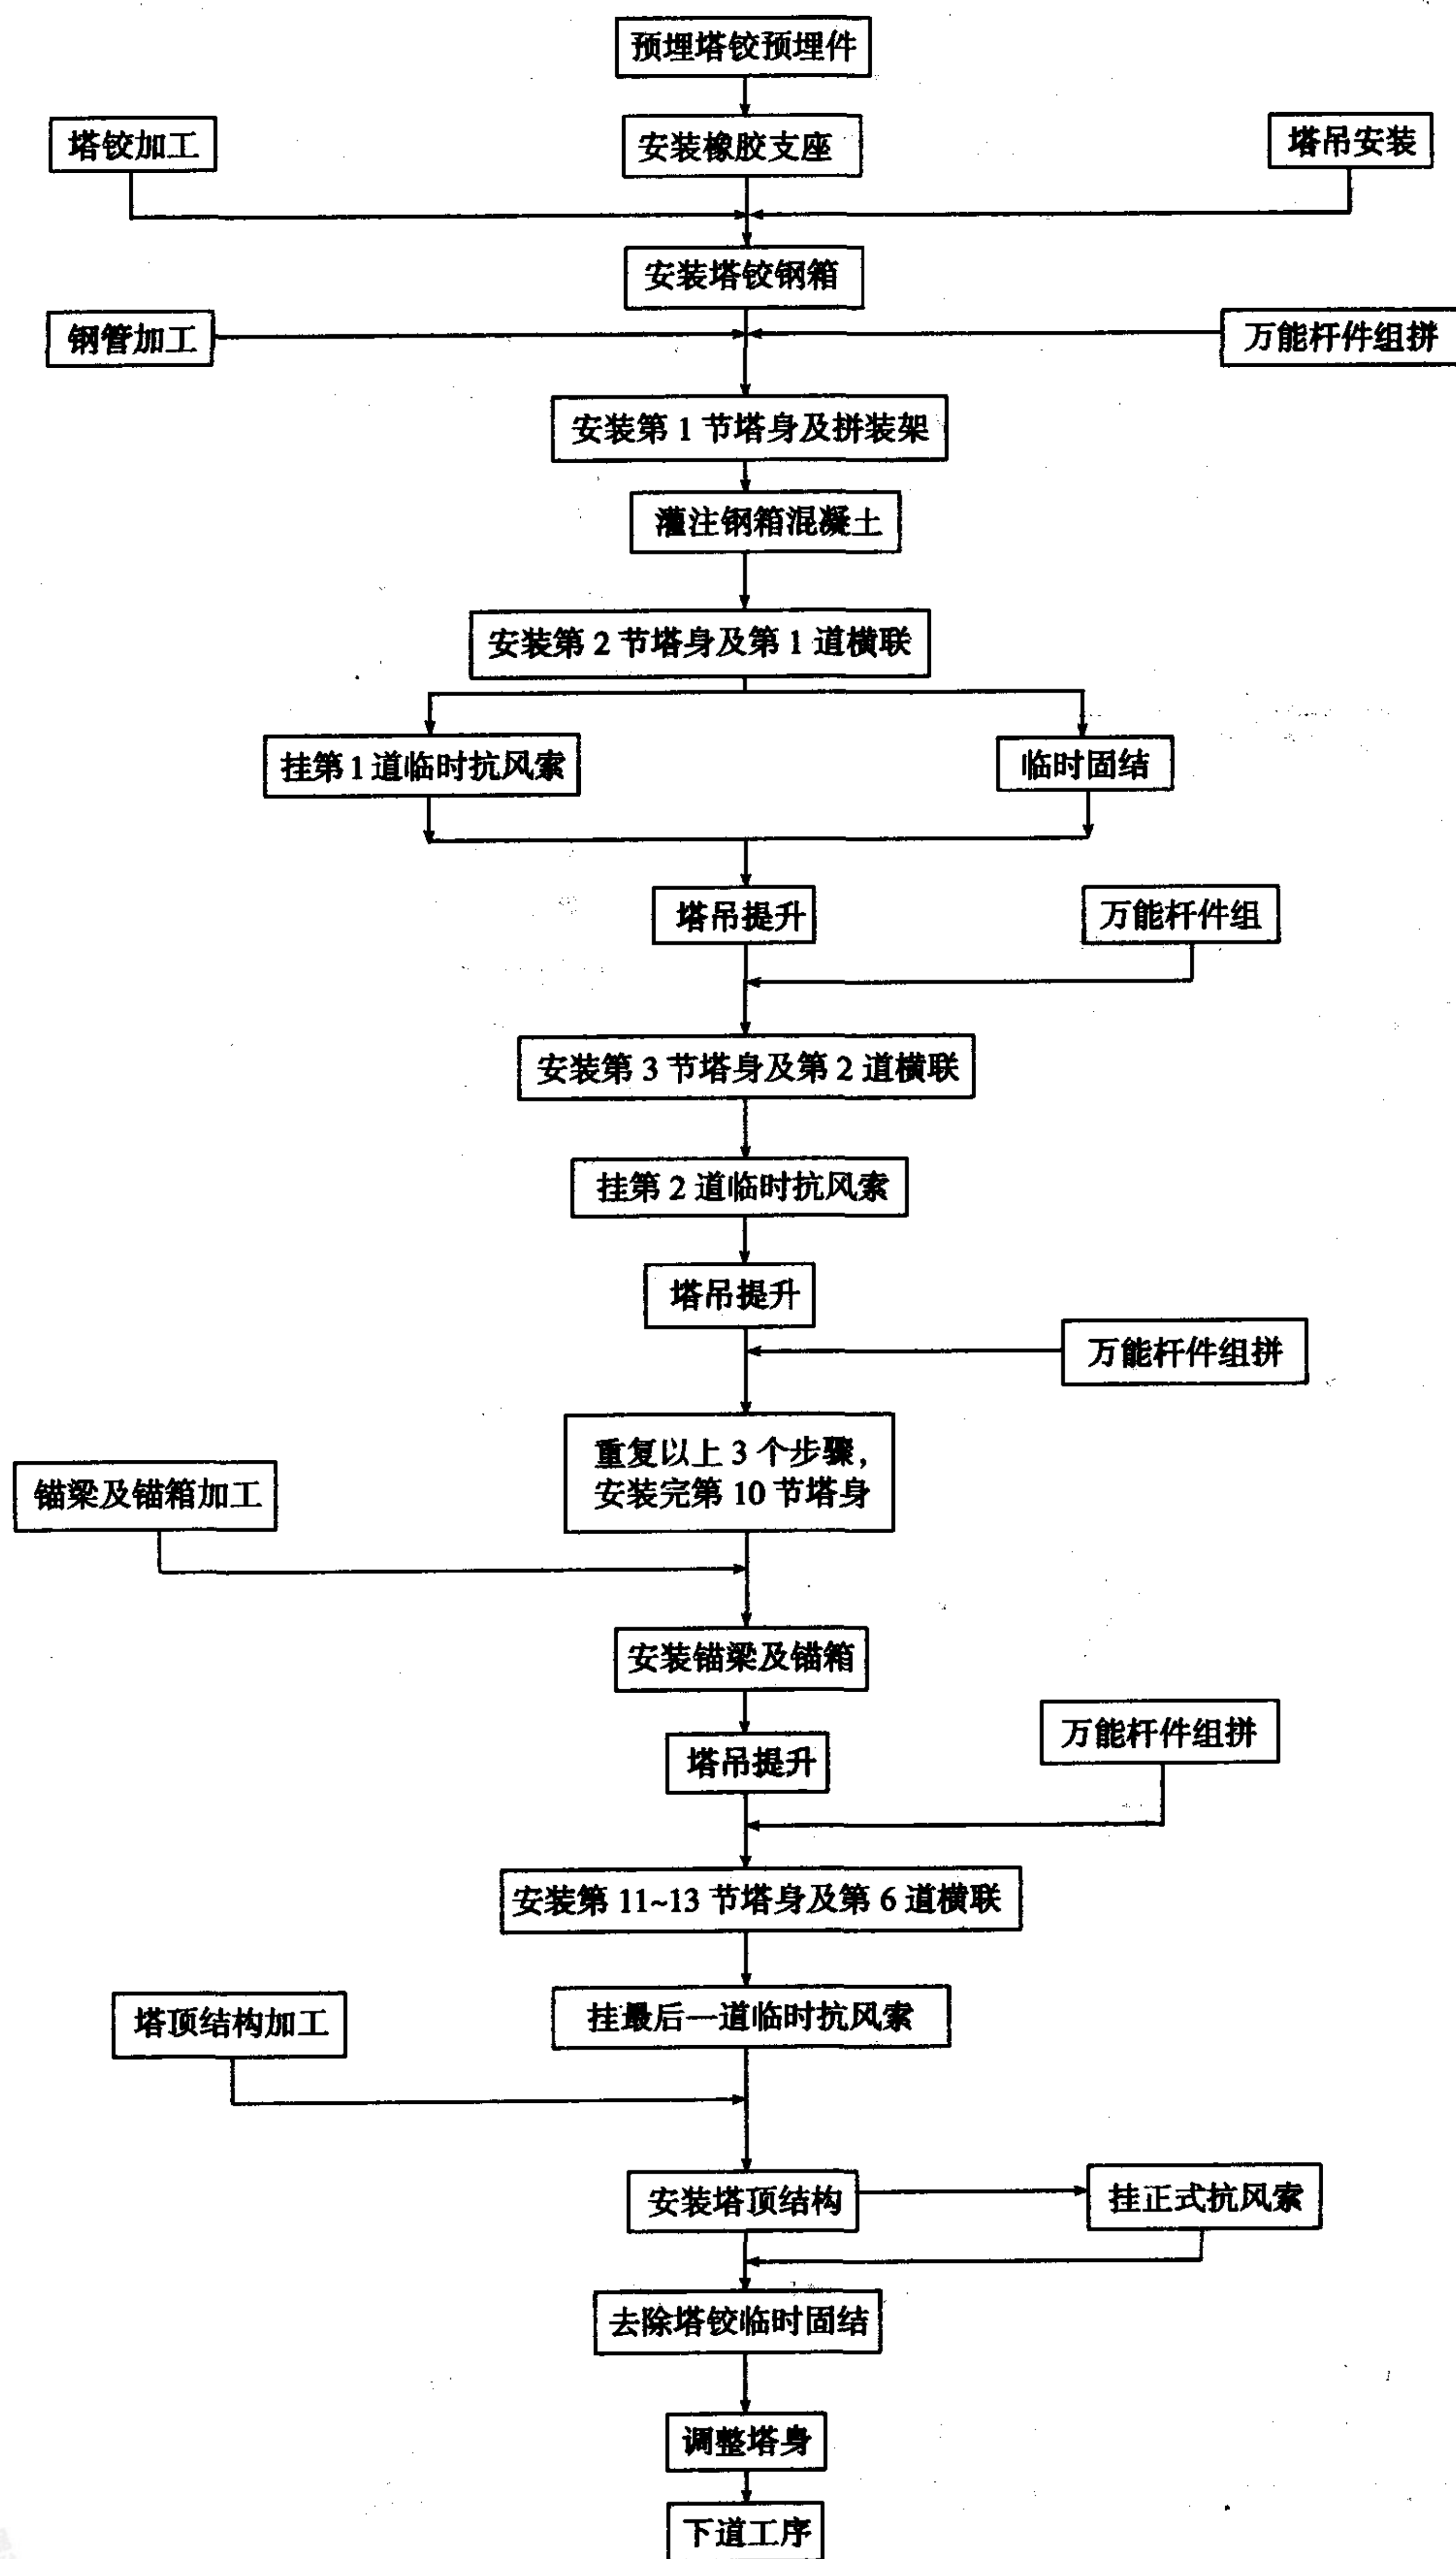 预埋塔铰预埋件
塔铰加工
安装橡胶支座
塔吊安装
安装塔铰钢箱
钢管加工
万能杆件组拼
安装第 1 节塔身及拼装架
灌注钢箱混凝土
安装第 2 节塔身及第 1 道横联
挂第 1 道临时抗风索
临时固结
塔吊提升
万能杆件组
安装第 3 节塔身及第 2 道横联
挂第 2 道临时抗风索
塔吊提升
万能杆件组拼
重复以上 3 个步骤，
安装完第 10 节塔身
锚梁及锚箱加工
安装锚梁及锚箱
塔吊提升
万能杆件组拼
安装第 11~13 节塔身及第 6 道横联
塔顶结构加工
挂最后一道临时抗风索
安装塔顶结构
挂正式抗风索
去除塔铰临时固结
调整塔身
下道工序